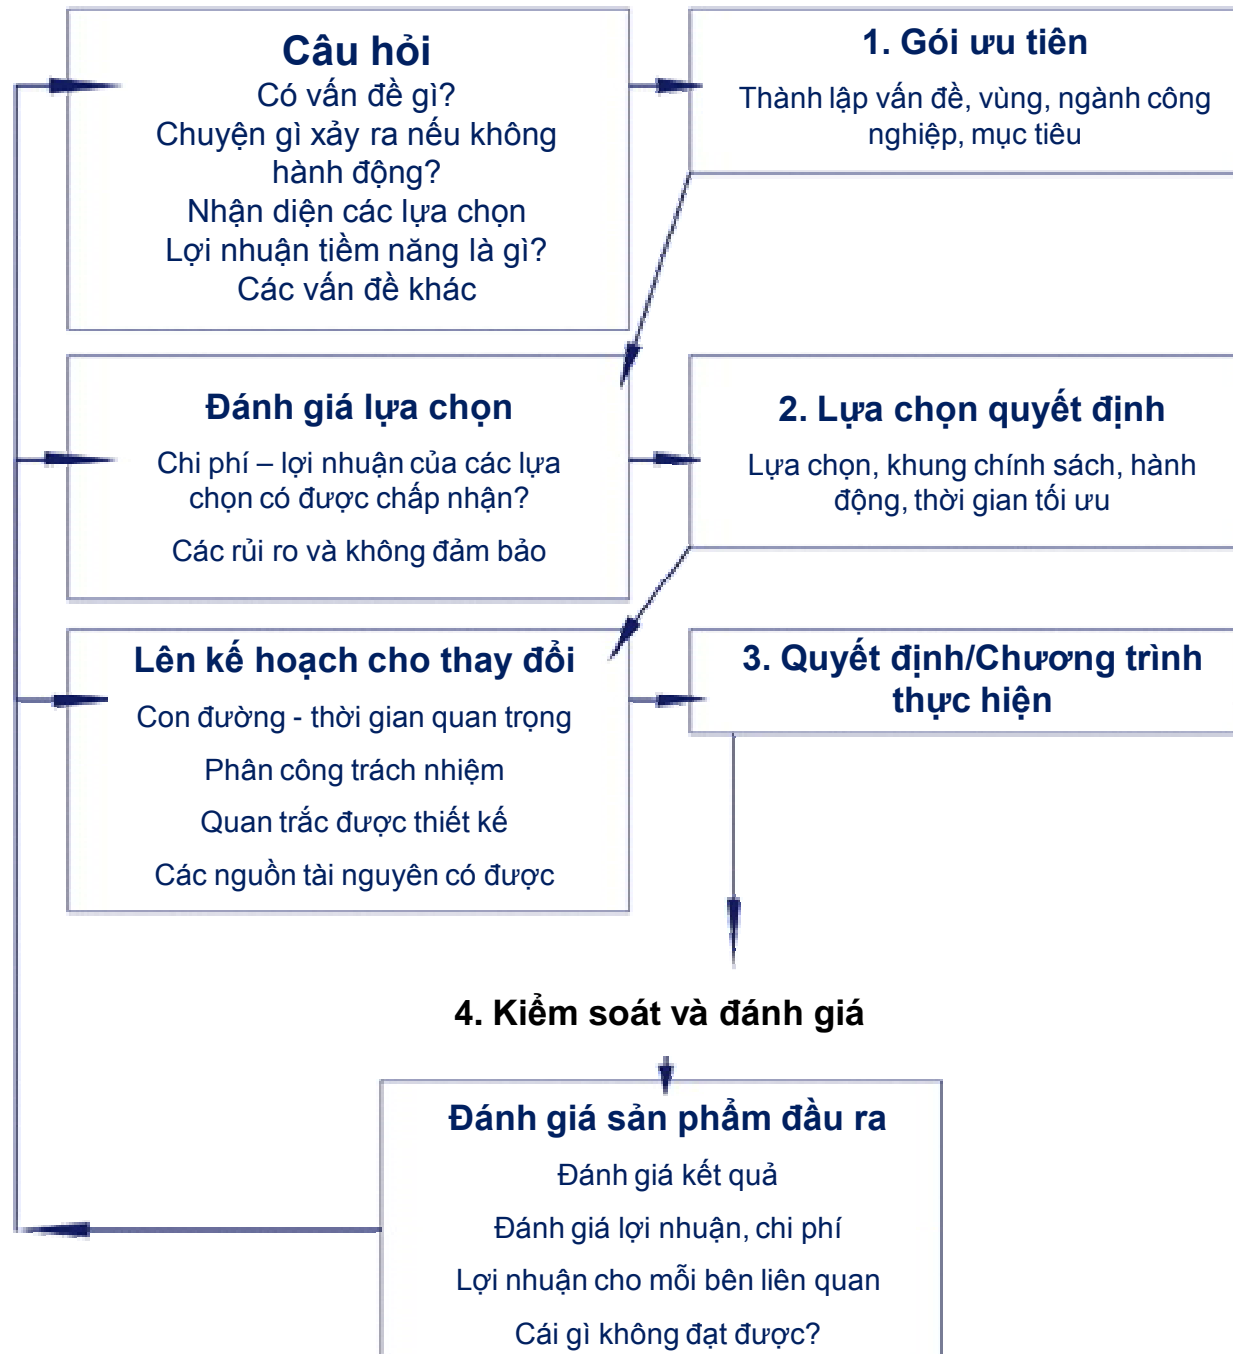 Câu hỏi
Có vấn đề gì?
Chuyện gì xảy ra nếu không
hành động?
Nhận diện các lựa chọn
Lợi nhuận tiềm năng là gì?
Các vấn đề khác
1. Gói ưu tiên
Thành lập vấn đề, vùng, ngành công
nghiệp, mục tiêu
Đánh giá lựa chọn
Chi phí – lợi nhuận của các lựa
chọn có được chấp nhận?
Các rủi ro và không đảm bảo
2. Lựa chọn quyết định
Lựa chọn, khung chính sách, hành
động, thời gian tối ưu
Lên kế hoạch cho thay đổi
Con đường - thời gian quan trọng
Phân công trách nhiệm
Quan trắc được thiết kế
Các nguồn tài nguyên có được
3. Quyết định/Chương trình
thực hiện
4. Kiểm soát và đánh giá
Đánh giá sản phẩm đầu ra
Đánh giá kết quả
Đánh giá lợi nhuận, chi phí
Lợi nhuận cho mỗi bên liên quan
Cái gì không đạt được?